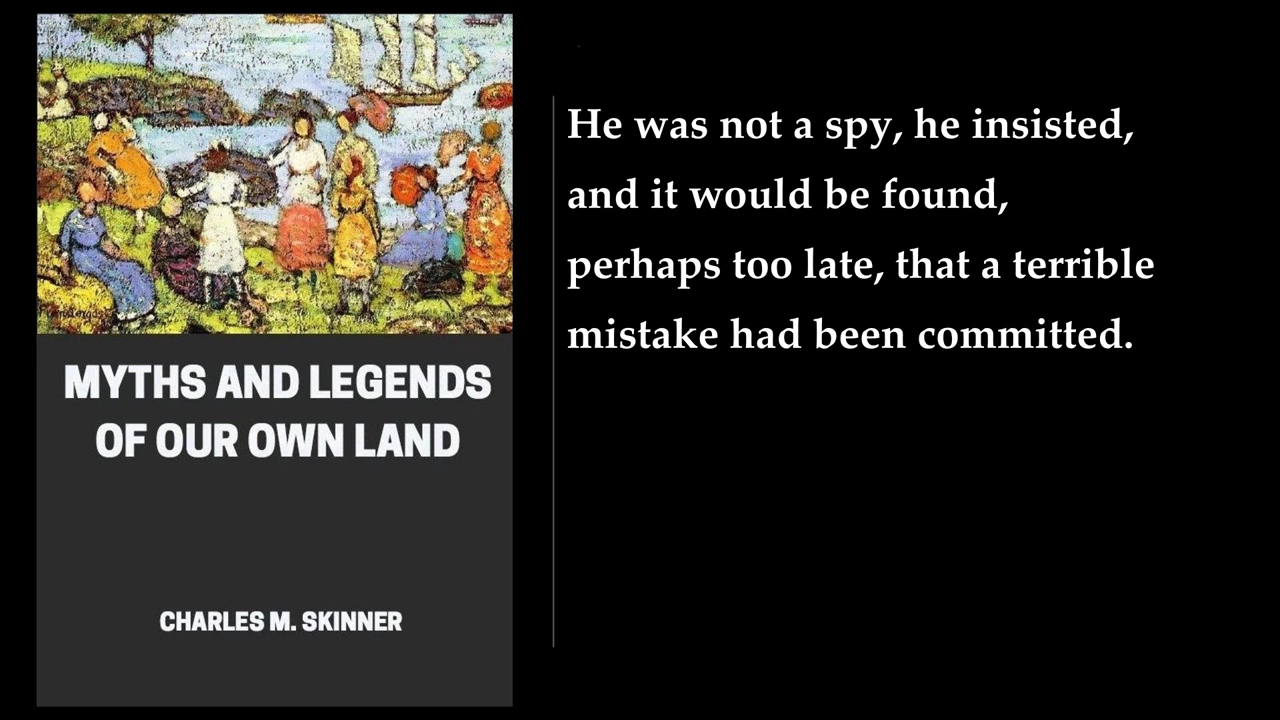 MYTHS AND LEGENDS
OF OUR OWN LAND
CHARLES M. SKINNER
He was not a spy, he insisted,
and it would be found,
perhaps too late, that a terrible
mistake had been committed.